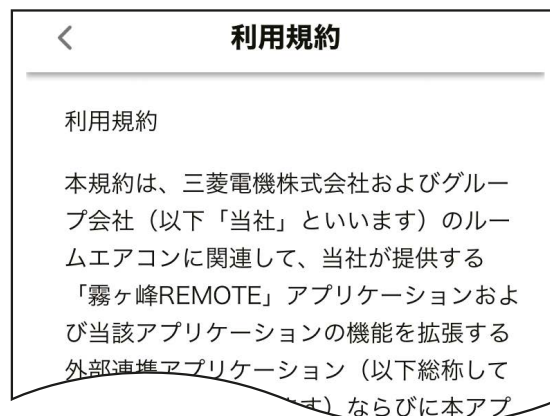 利用規約
利用規約
本規約は、三菱電機株式会社およびグルー
プ会社（以下「当社」といいます）のルー
ムエアコンに関連して、当社が提供する
「霧ヶ峰REMOTE」アプリケーションおよ
び当該アプリケーションの機能を拡張する
外部連携アプリケーション（以下総称して
ます）ならびに本アプ